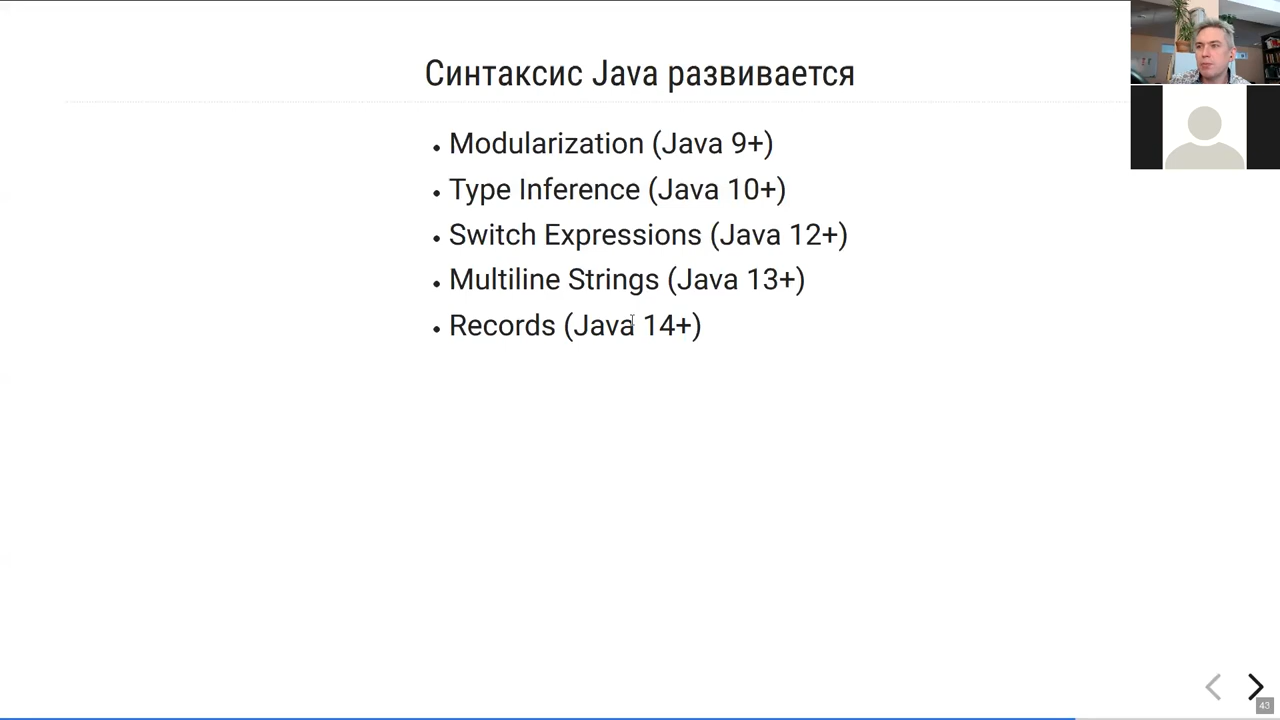 Синтаксис Java развивается
• Modularization (Java 9+)
• Type Inference (Java 10+)
• Switch Expressions (Java 12+)
• Multiline Strings (Java 13+)
• Records (Java 14+)
43